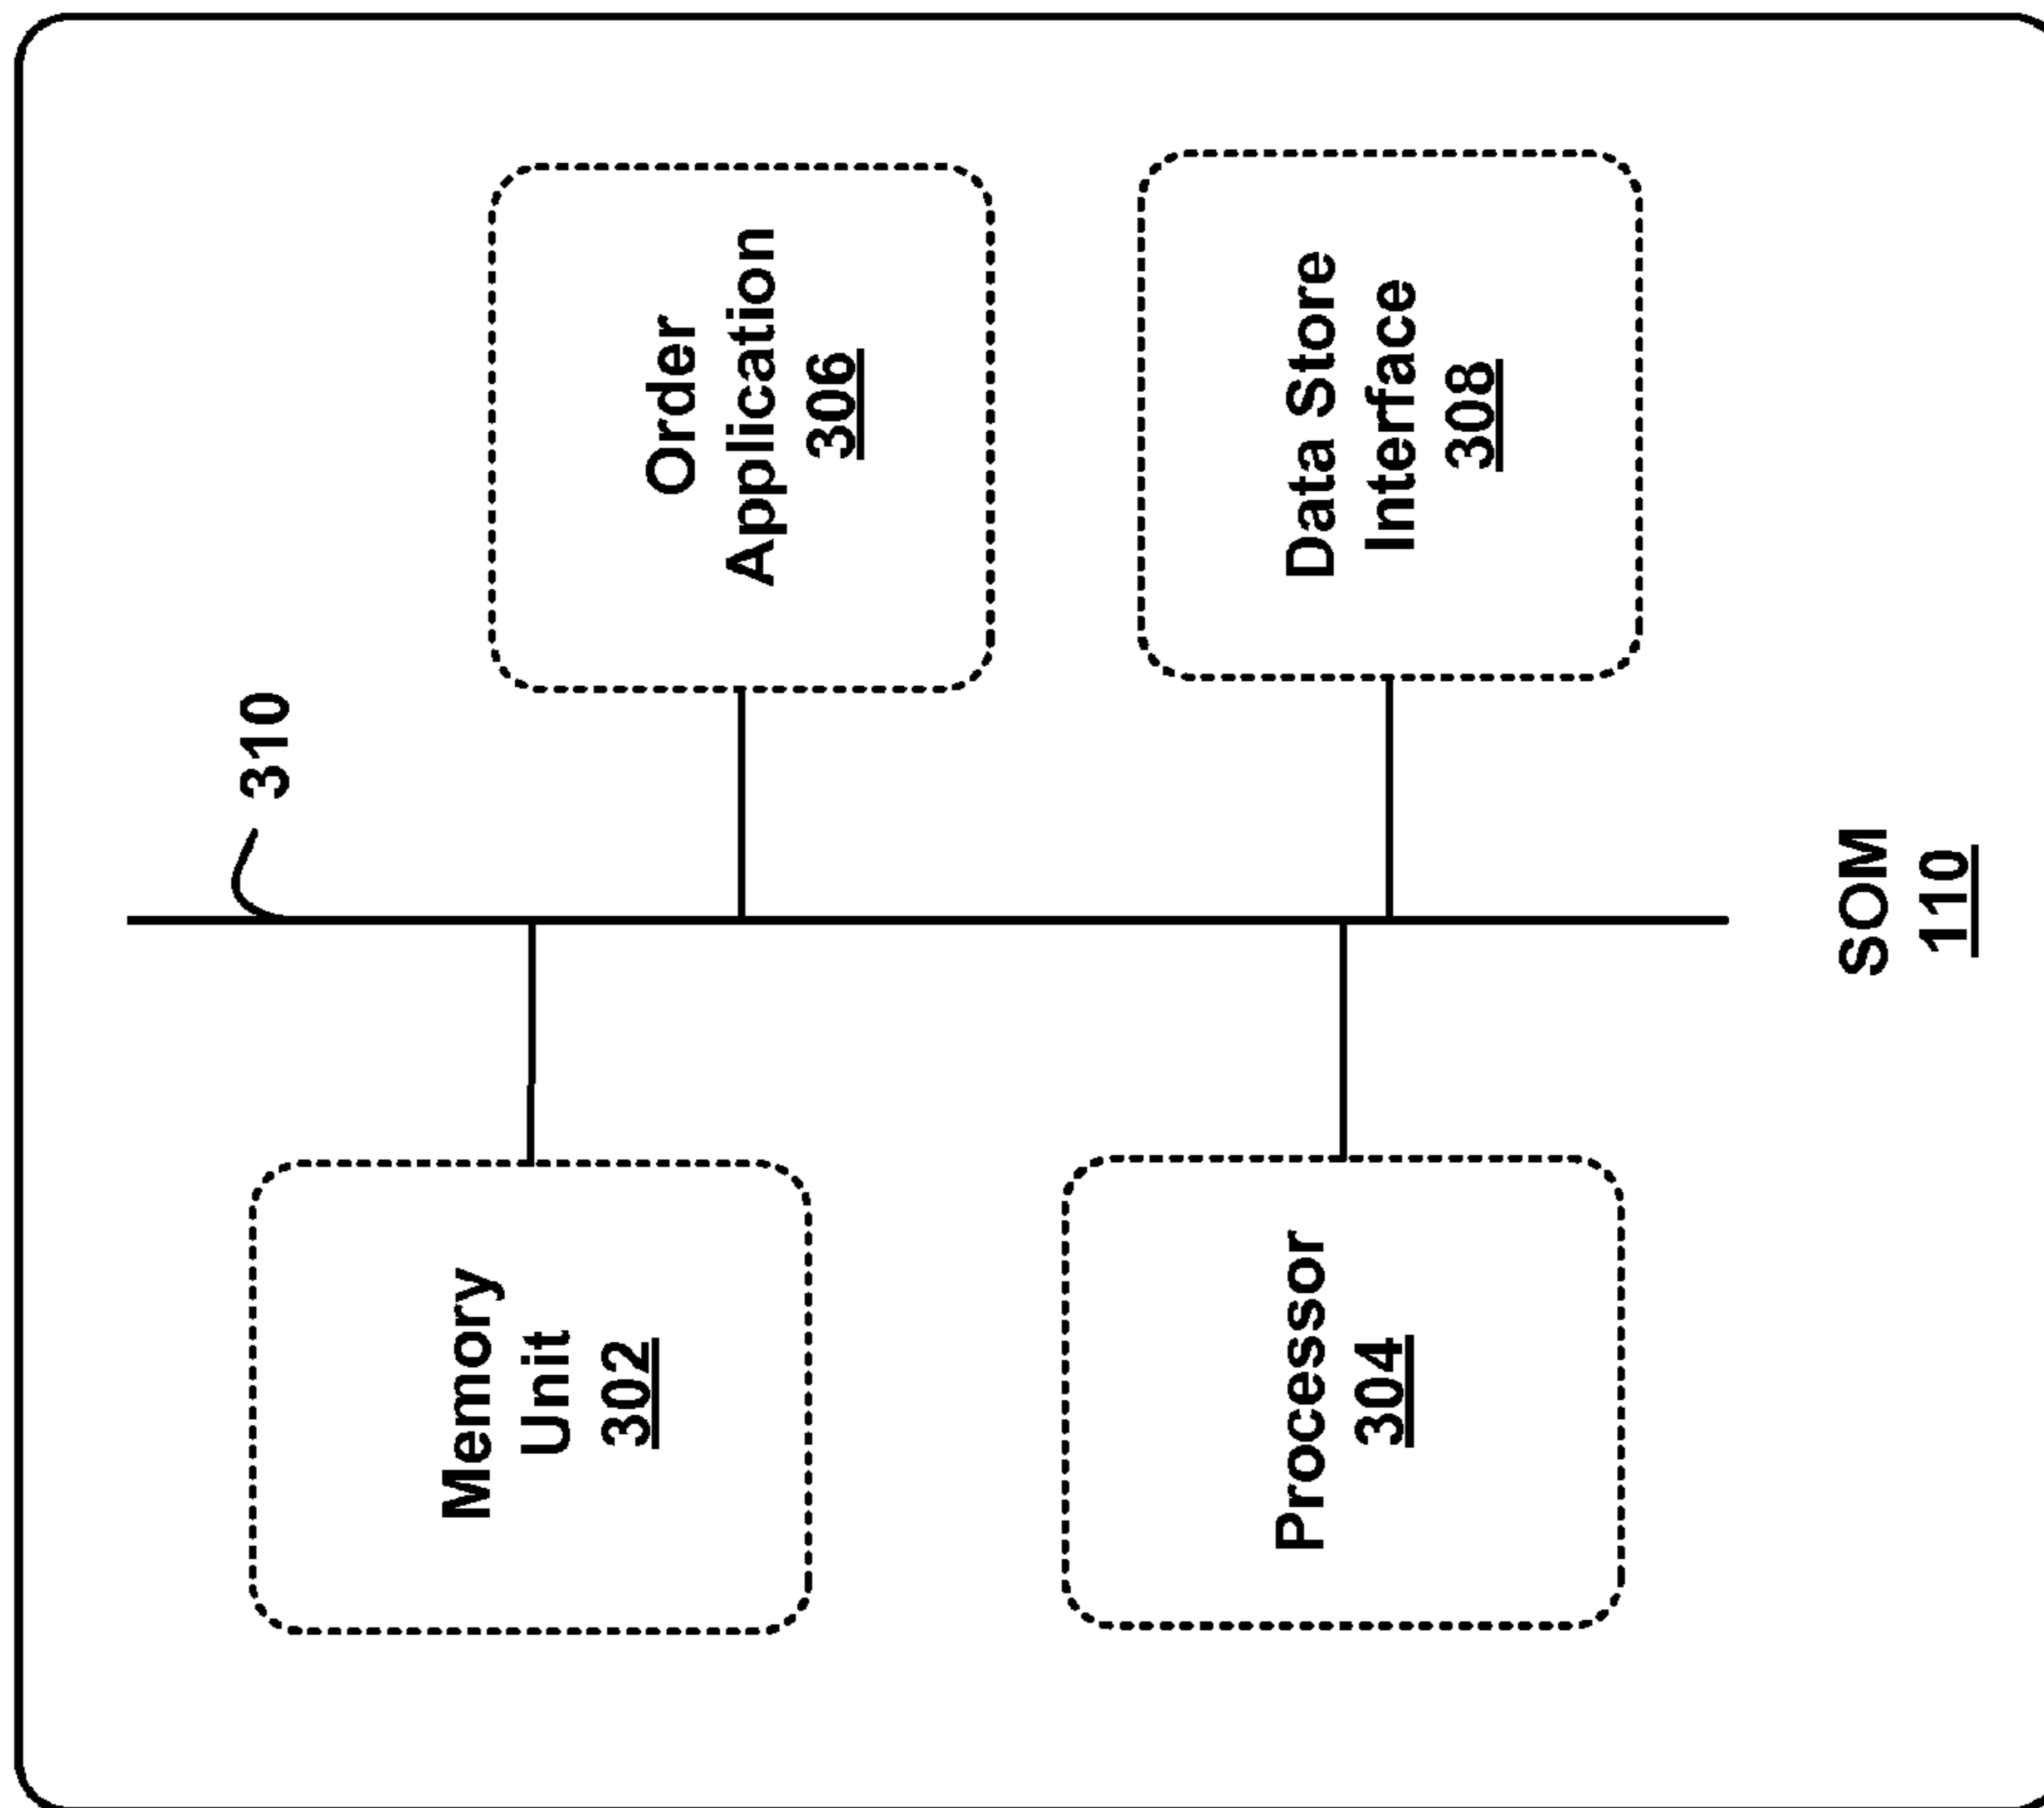 310
Memory
Unit
302
Order
Application
306
Processor
304
Data Store
Interface
308
SOM
110